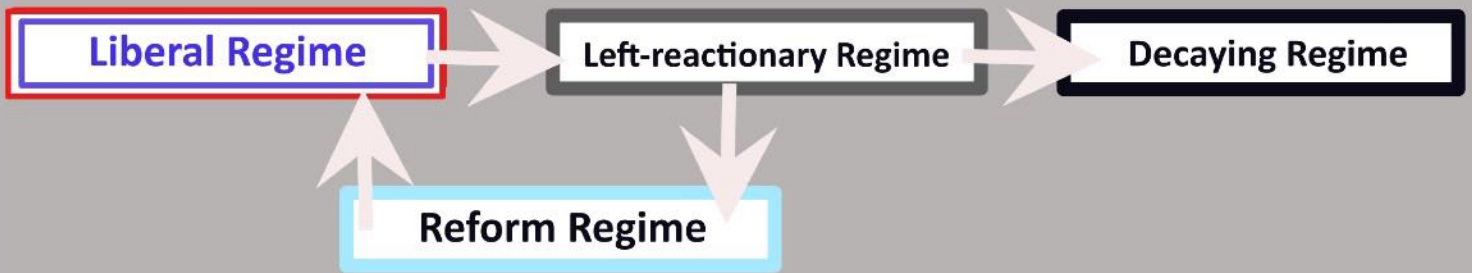 Liberal Regime
Left-reactionary Regime
Decaying Regime
Reform Regime